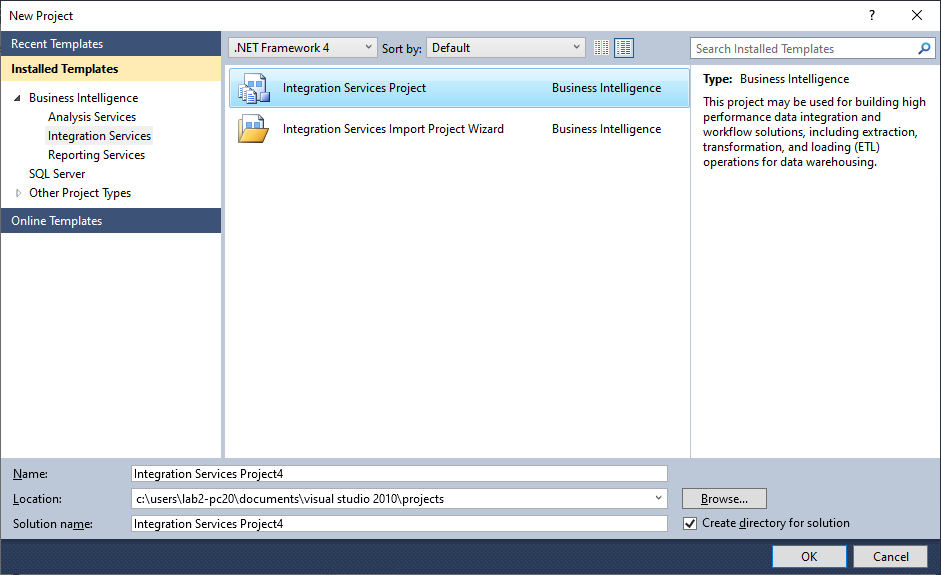 New Project
?
Recent Templates
Installed Templates
Business Intelligence
Analysis Services
Integration Services
Reporting Services
SQL Server
Other Project Types
Online Templates
.NET Framework 4
Sort by:
Default
Integration Services Project Business Intelligence
Integration Services Import Project Wizard Business Intelligence
Search Installed Templates
Type: Business Intelligence
This project may be used for building high
performance data integration and
workflow solutions, including extraction,
transformation, and loading (ETL)
operations for data warehousing.
Name: Integration Services Project4
Location: c:\users\lab2-pc20\documents\visual studio 2010\projects
Browse...
Solution name: Integration Services Project4
Create directory for solution
OK
Cancel